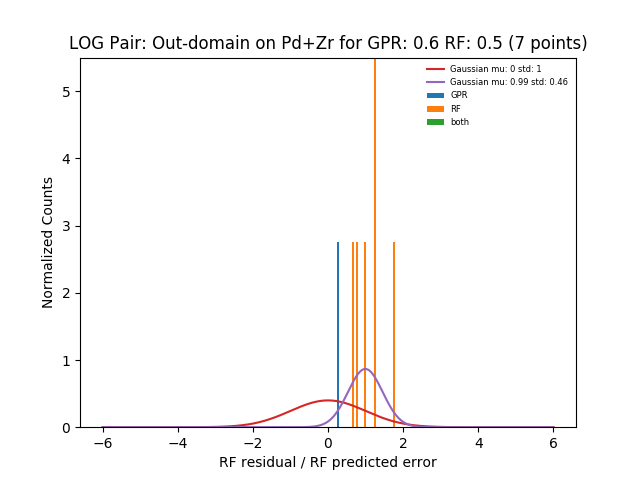 LOG Pair: Out-domain on Pd+Zr for GPR: 0.6 RF: 0.5 (7 points)
Gaussian mu: 0 std: 1
Gaussian mu: 0.99 std: 0.46
GPR
RF
both
Normalized Counts
5
4
3
2
1
0
−6 −4 −2 0 2 4 6
RF residual / RF predicted error